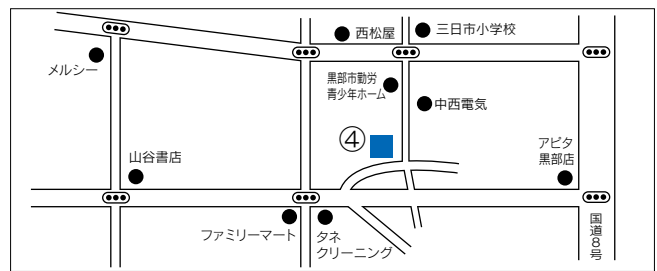 西松屋
三日市小学校
メルシー
黒部市勤労
青少年ホーム
中西電気
④
山谷書店
アピタ
黒部店
ファミリーマート
タネ
クリーニング
国道8号